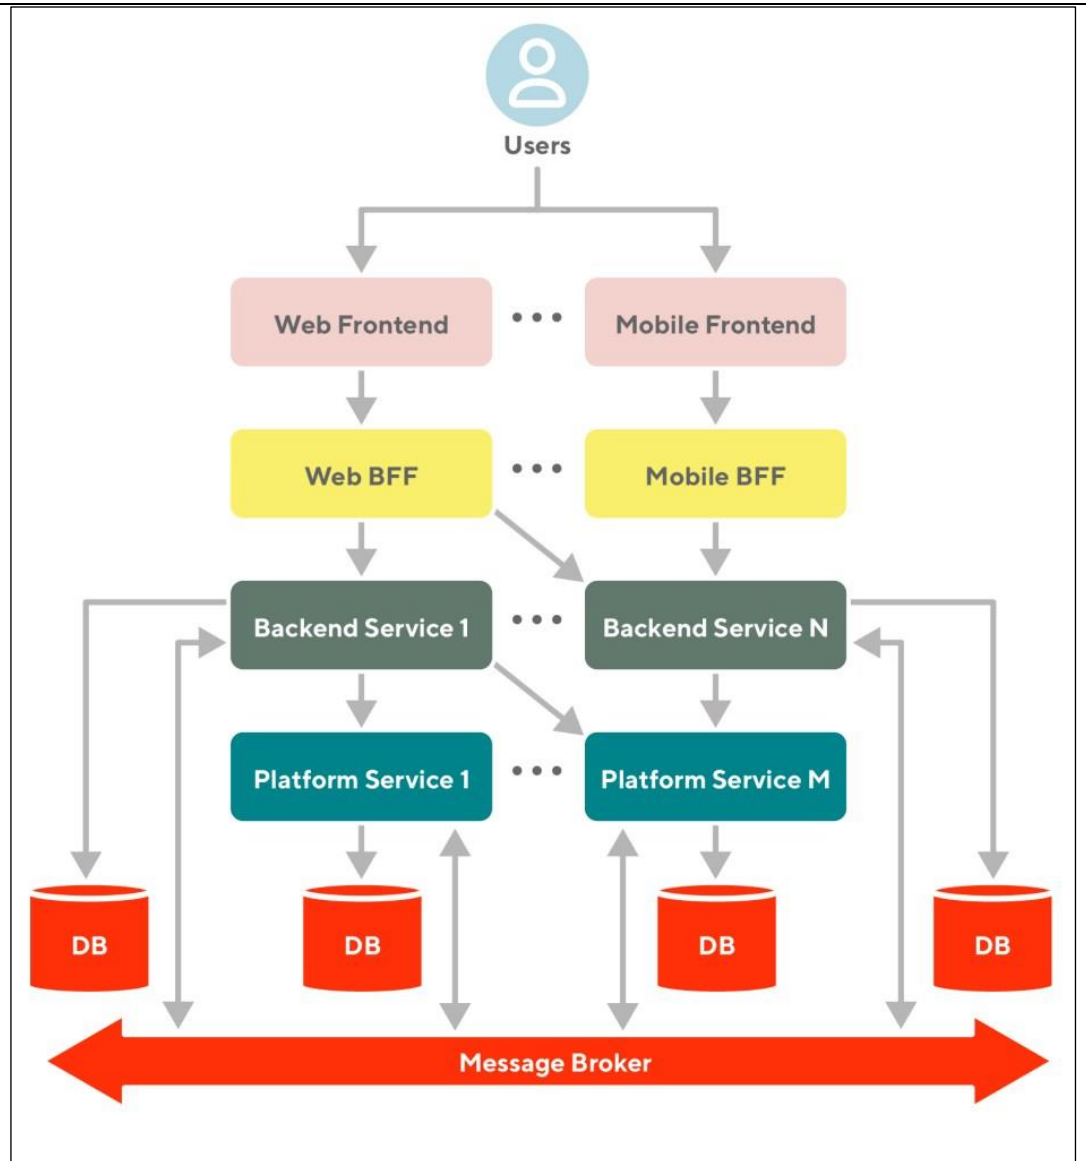 Users
Web Frontend
Mobile Frontend
Web BFF
Mobile BFF
Backend Service 1
Backend Service N
Platform Service 1
Platform Service M
DB
DB
DB
DB
Message Broker